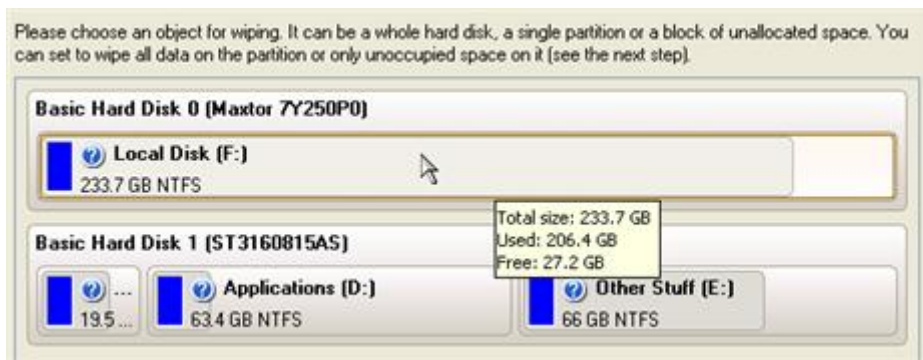 Please choose an object for wiping. It can be a whole hard disk, a single partition or a block of unallocated space. You
can set to wipe all data on the partition or only unoccupied space on it (see the next step).
Basic Hard Disk 0 (Maxtor 7Y250P0)
Local Disk (F:)
233.7 GB NTFS
Total size: 233.7 GB
Used: 206.4 GB
Free: 27.2 GB
Basic Hard Disk 1 (ST3160815AS)
...
19.5 ...
Applications (D:)
63.4 GB NTFS
Other Stuff (E:)
66 GB NTFS